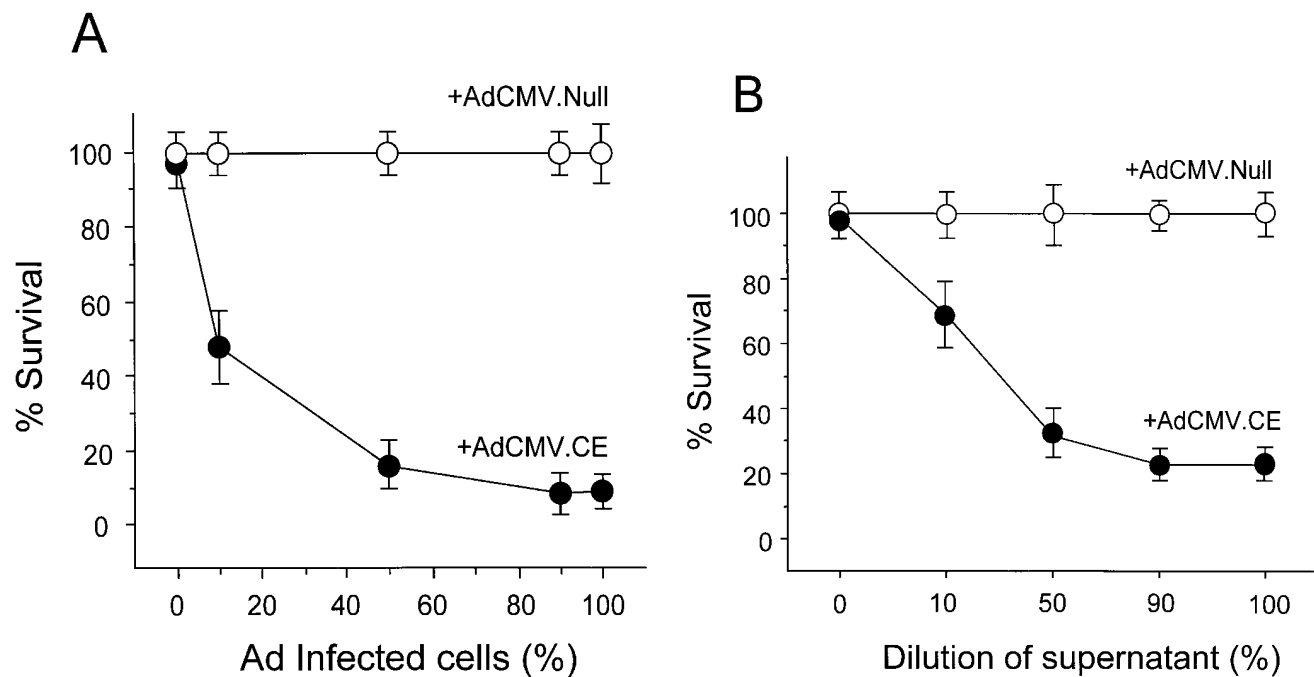 A
+AdCMV.Null
100
80
60
40
20
0
% Survival
+AdCMV.CE
0 20 40 60 80 100
Ad Infected cells (%)
B
+AdCMV.Null
100
80
60
40
20
0
% Survival
+AdCMV.CE
0 10 50 90 100
Dilution of supernatant (%)